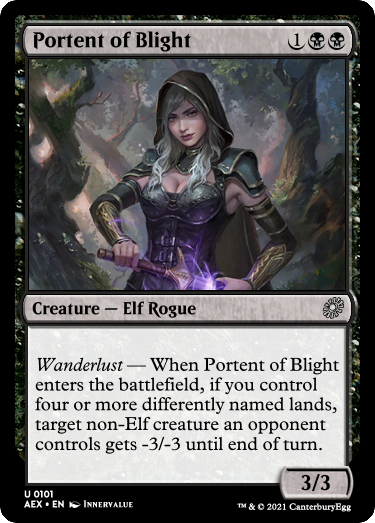 Portent of Blight 1
Creature — Elf Rogue
Wanderlust — When Portent of Blight
enters the battlefield, if you control
four or more differently named lands,
target non-Elf creature an opponent
controls gets -3/-3 until end of turn.
3/3
U 0101
AEX • EN INNERVALUE
™ & © 2021 CanterburyEgg